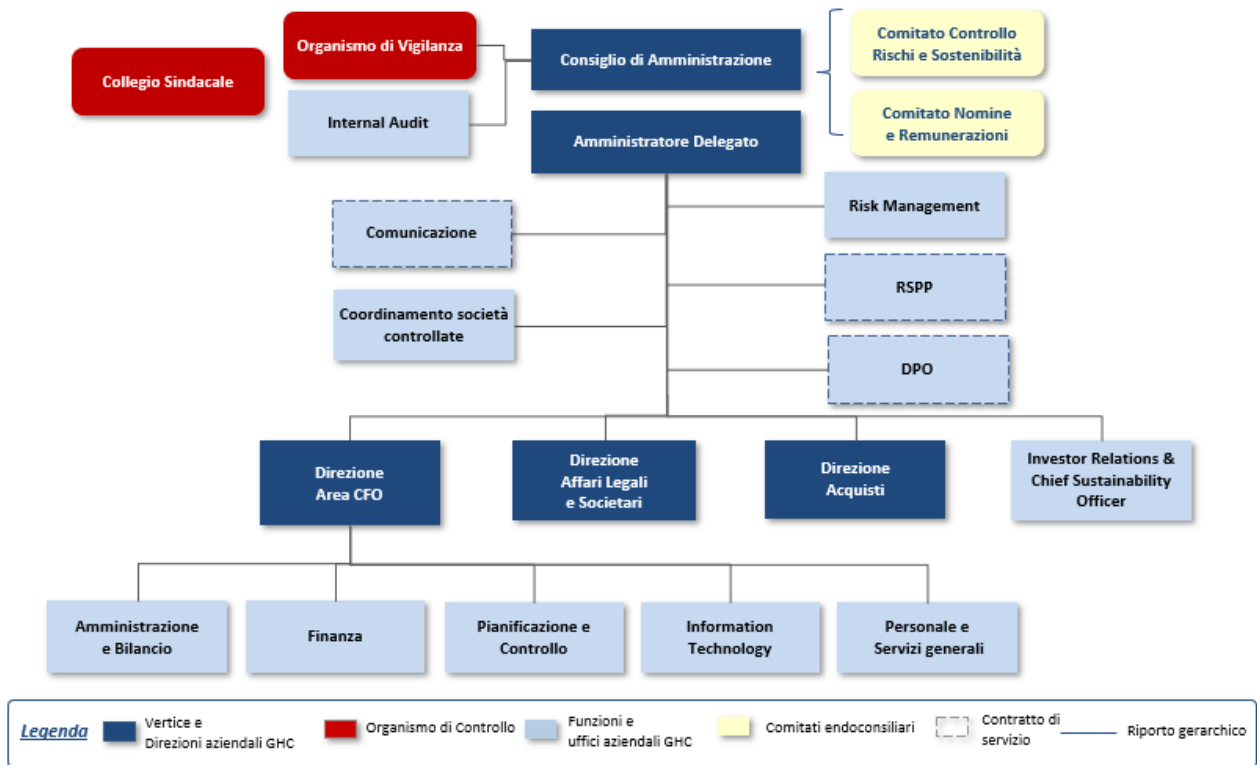 Collegio Sindacale
Organismo di Vigilanza
Internal Audit
Consiglio di Amministrazione
Amministratore Delegato
Comitato Controllo
Rischi e Sostenibilità
Comitato Nomine
e Remunerazioni
Comunicazione
Coordinamento società
controllate
Risk Management
RSPP
DPO
Direzione
Area CFO
Direzione
Affari Legali
e Societari
Direzione
Acquisti
Investor Relations &
Chief Sustainability
Officer
Amministrazione
e Bilancio
Finanza
Pianificazione e
Controllo
Information
Technology
Personale e
Servizi generali
Legenda
Vertice e
Direzioni aziendali GHC
Organismo di Controllo
Funzioni e
uffici aziendali GHC
Comitati endoconsiliari
Contratto di
servizio
Riporto gerarchico